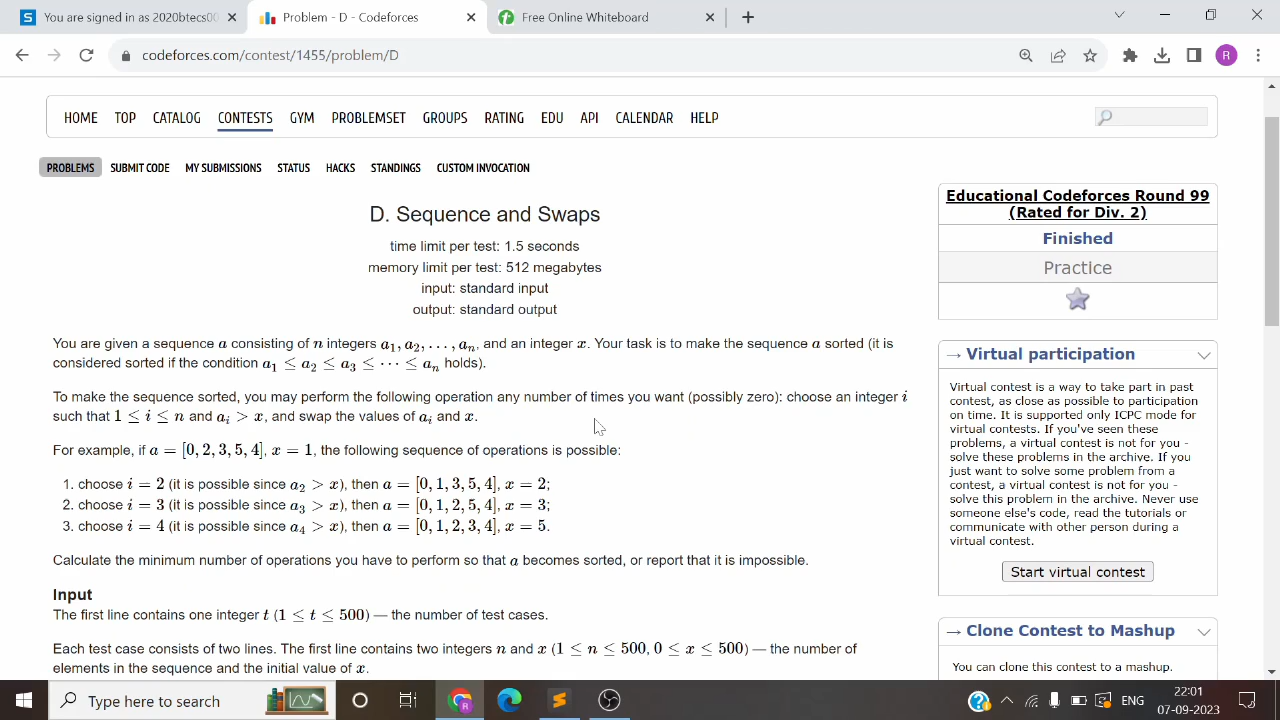 You are signed in as 2020btecs00
Problem - D - Codeforces
Free Online Whiteboard
codeforces.com/contest/1455/problem/D
R
HOME TOP CATALOG CONTESTS GYM PROBLEMSET GROUPS RATING EDU API CALENDAR HELP
PROBLEMS SUBMIT CODE MY SUBMISSIONS STATUS HACKS STANDINGS CUSTOM INVOCATION
D. Sequence and Swaps
time limit per test: 1.5 seconds
memory limit per test: 512 megabytes
input: standard input
output: standard output
You are given a sequence a consisting of n integers a₁, a₂, …, aₙ, and an integer x. Your task is to make the sequence a sorted (it is
considered sorted if the condition a₁ ≤ a₂ ≤ a₃ ≤ ⋯ ≤ aₙ holds).
To make the sequence sorted, you may perform the following operation any number of times you want (possibly zero): choose an integer i
such that 1 ≤ i ≤ n and aᵢ > x, and swap the values of aᵢ and x.
For example, if a = [0, 2, 3, 5, 4], x = 1, the following sequence of operations is possible:
1. choose i = 2 (it is possible since a₂ > x), then a = [0, 1, 3, 5, 4], x = 2;
2. choose i = 3 (it is possible since a₃ > x), then a = [0, 1, 2, 5, 4], x = 3;
3. choose i = 4 (it is possible since a₄ > x), then a = [0, 1, 2, 3, 4], x = 5.
Calculate the minimum number of operations you have to perform so that a becomes sorted, or report that it is impossible.
Input
The first line contains one integer t (1 ≤ t ≤ 500) — the number of test cases.
Each test case consists of two lines. The first line contains two integers n and x (1 ≤ n ≤ 500, 0 ≤ x ≤ 500) — the number of
elements in the sequence and the initial value of x.
Educational Codeforces Round 99
(Rated for Div. 2)
Finished
Practice
→ Virtual participation
Virtual contest is a way to take part in past
contest, as close as possible to participation
on time. It is supported only ICPC mode for
virtual contests. If you've seen these
problems, a virtual contest is not for you -
solve these problems in the archive. If you
just want to solve some problem from a
contest, a virtual contest is not for you -
solve this problem in the archive. Never use
someone else's code, read the tutorials or
communicate with other person during a
virtual contest.
Start virtual contest
→ Clone Contest to Mashup
You can clone this contest to a mashup.
Type here to search
R
ENG
22:01
07-09-2023